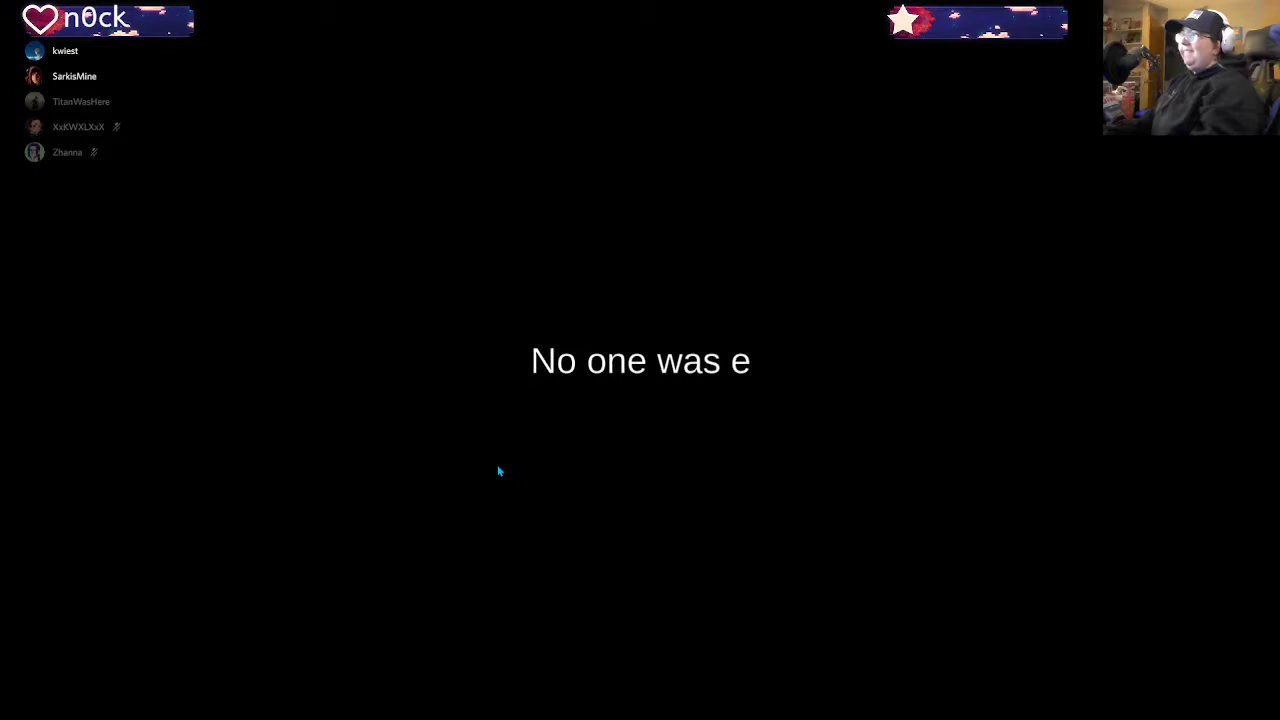 n0ck
kwiest
SarkisMine
TitanWasHere
XxKWXLXxX
Zhanna
No one was e